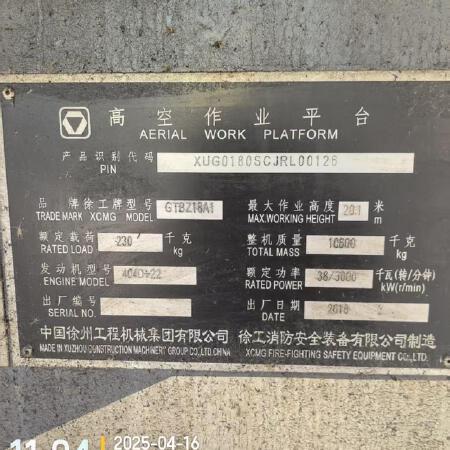 高空作业平台
AERIAL WORK PLATFORM
产品识别代码 PIN XUG0180SCJRL00126
品牌徐工牌型号 GTBZ18A1 最大作业高度 20.1 米
TRADE MARK XCMG MODEL MAX.WORKING HEIGHT m
额定载荷 230 千克 整机质量 10600 千克
RATED LOAD kg TOTAL MASS kg
发动机型号 404D-22 额定功率 38/3000 千瓦(转/分钟)
ENGINE MODEL RATED POWER kW(r/min)
出厂编号 出厂日期 2018
SERIAL NO. DATE
中国徐州工程机械集团有限公司 徐工消防安全装备有限公司制造
MADE IN XUZHOU CONSTRUCTION MACHINERY GROUP CO.,LTD.CHINA XCMG FIRE-FIGHTING SAFETY EQUIPMENT CO.,LTD.
2025-04-16